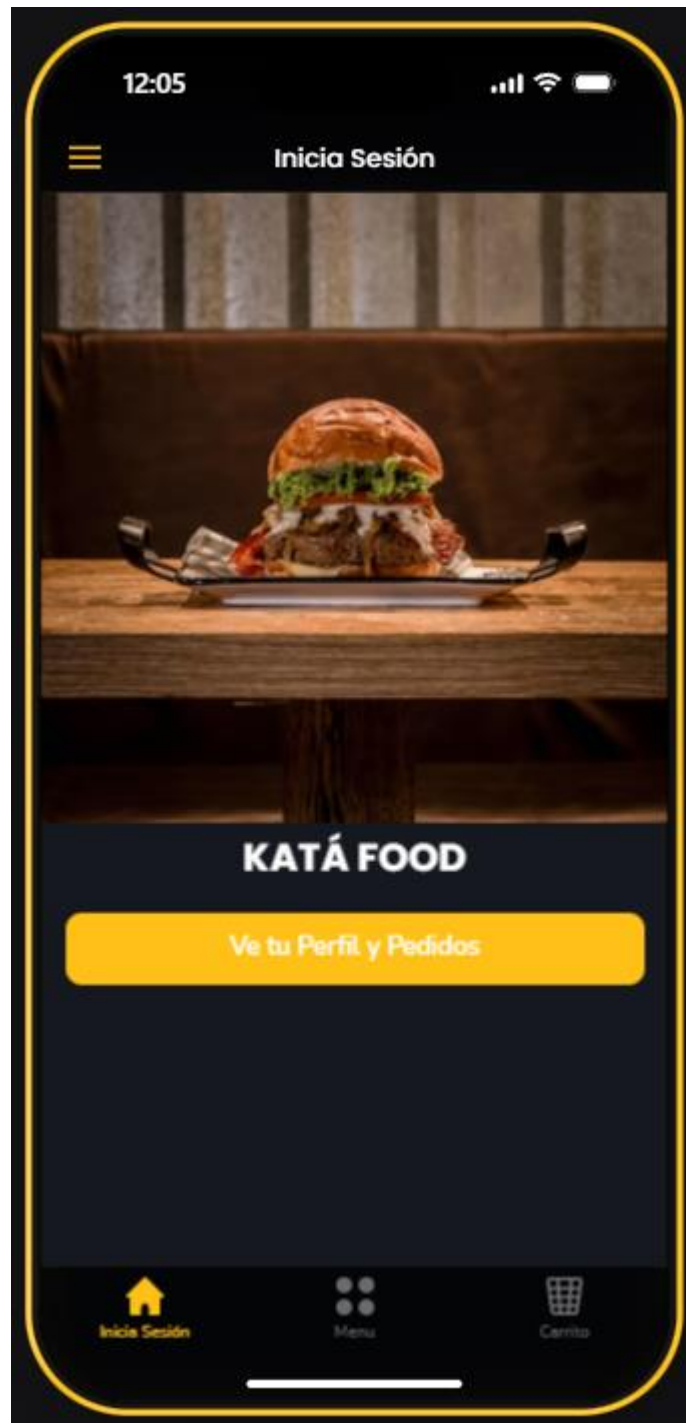 12:05
Inicia Sesión
KATÁ FOOD
Ve tu Perfil y Pedidos
Inicia Sesión
Menu
Carrito